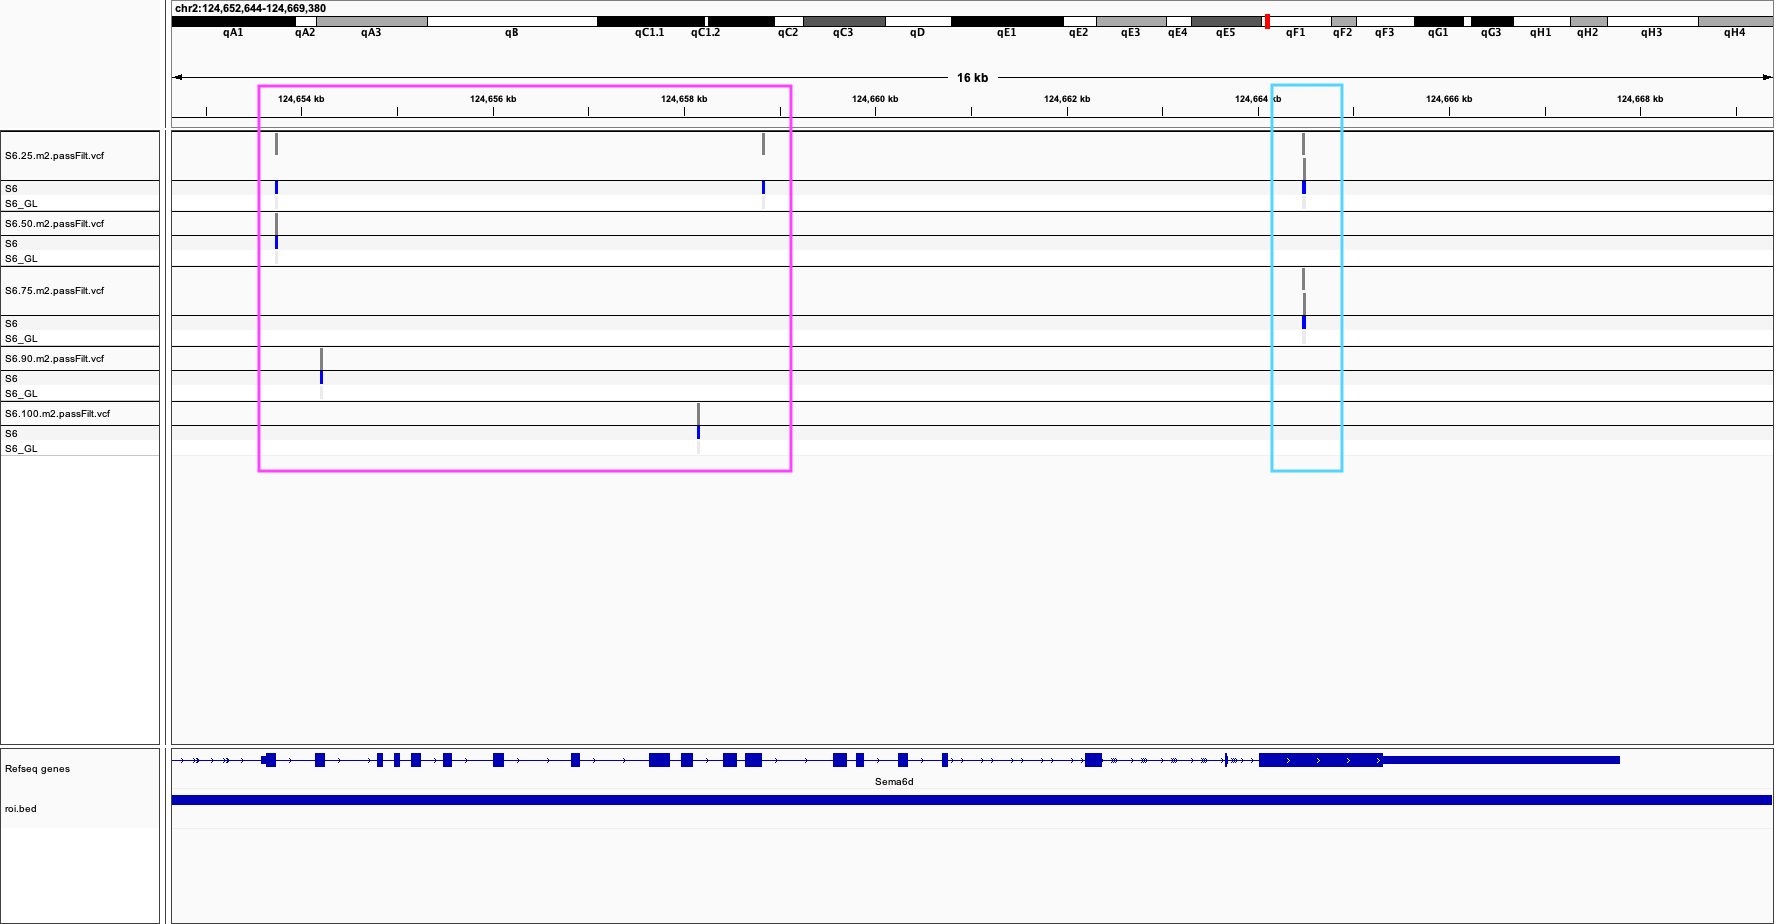 chr2:124,652,644-124,669,380
qA1 qA2 qA3 qB qC1.1 qC1.2 qC2 qC3 qD qE1 qE2 qE3 qE4 qE5 qF1 qF2 qF3 qG1 qG3 qH1 qH2 qH3 qH4
16 kb
124,654 kb 124,656 kb 124,658 kb 124,660 kb 124,662 kb 124,664 kb 124,666 kb 124,668 kb
S6.25.m2.passFilt.vcf
S6
S6_GL
S6.50.m2.passFilt.vcf
S6
S6_GL
S6.75.m2.passFilt.vcf
S6
S6_GL
S6.90.m2.passFilt.vcf
S6
S6_GL
S6.100.m2.passFilt.vcf
S6
S6_GL
Refseq genes
Sema6d
roi.bed